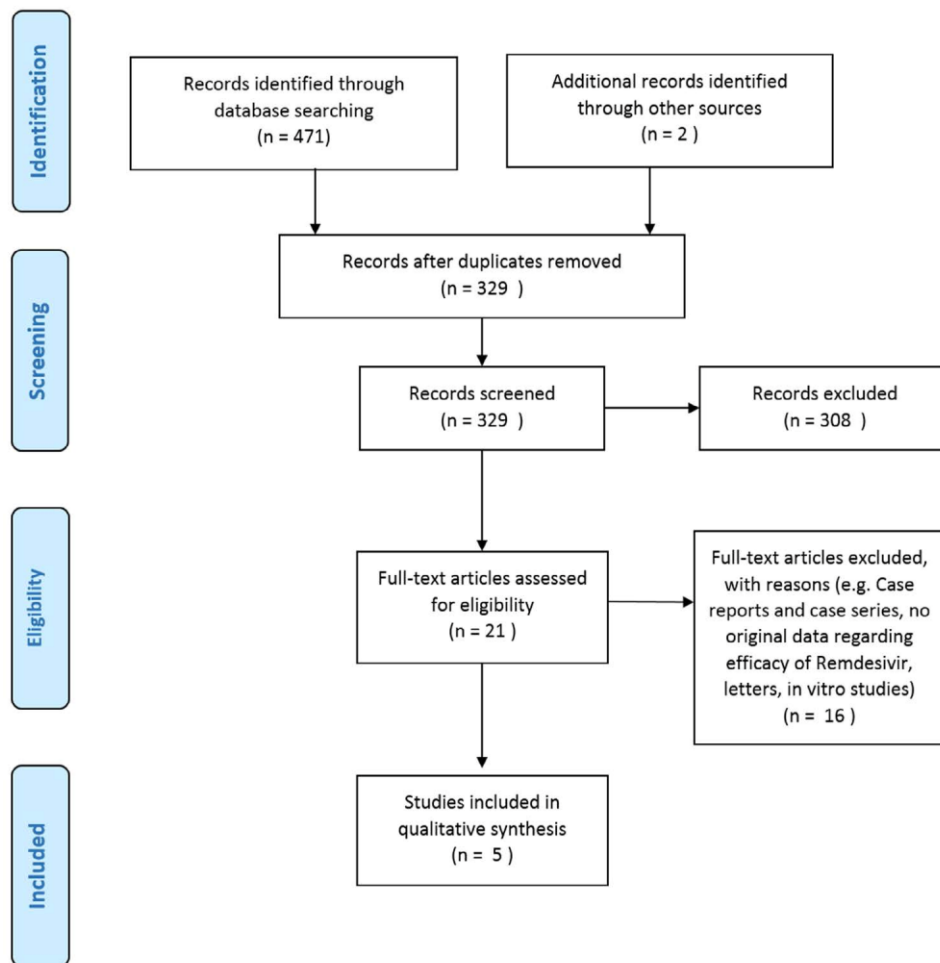 Identification
Records identified through
database searching
(n = 471)
Additional records identified
through other sources
(n = 2 )
Screening
Records after duplicates removed
(n = 329 )
Records screened
(n = 329 )
Records excluded
(n = 308 )
Eligibility
Full-text articles assessed
for eligibility
(n = 21 )
Full-text articles excluded,
with reasons (e.g. Case
reports and case series, no
original data regarding
efficacy of Remdesivir,
letters, in vitro studies)
(n = 16 )
Included
Studies included in
qualitative synthesis
(n = 5 )